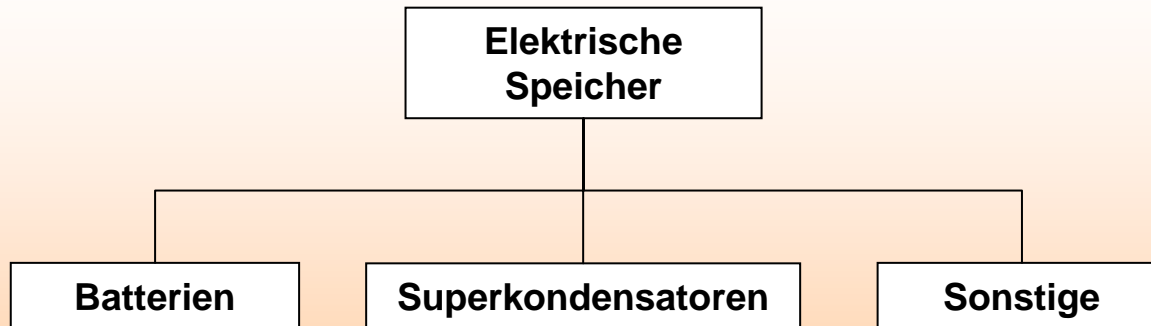 Elektrische
Speicher
Batterien
Superkondensatoren
Sonstige